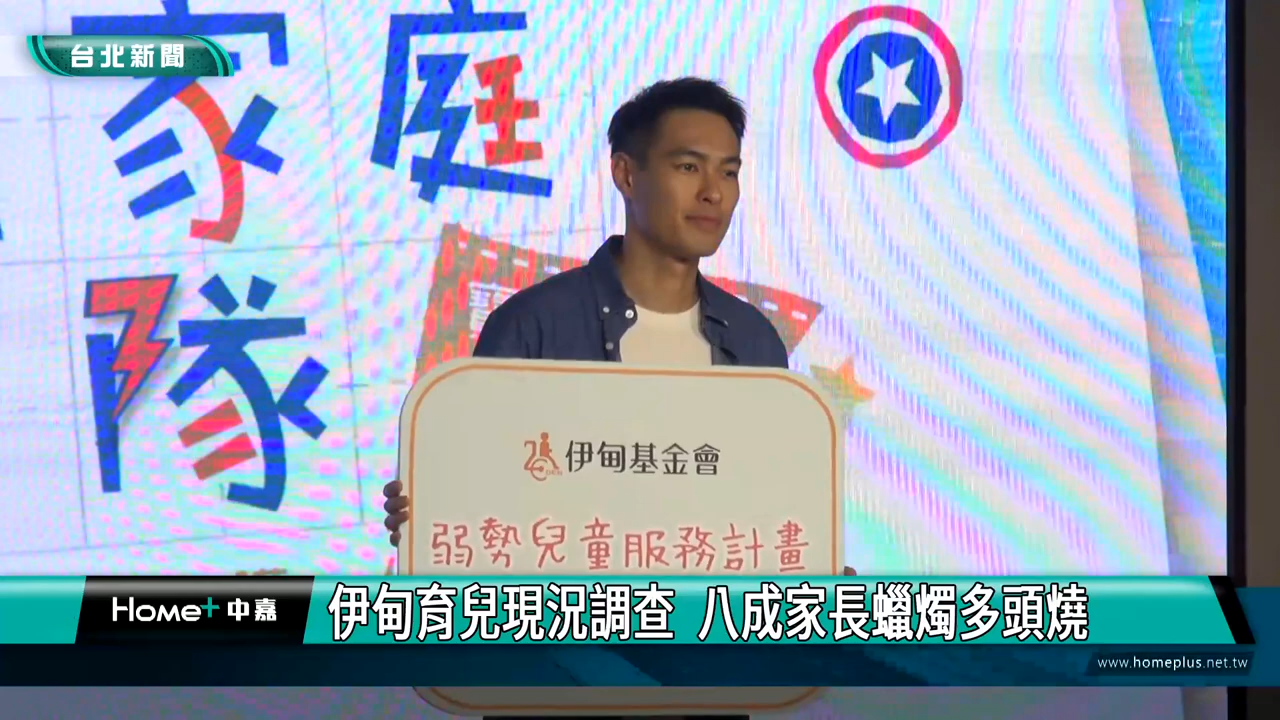 台北新聞
家庭
隊
伊甸基金會
弱勢兒童服務計畫
Home+中嘉
伊甸育兒現況調查 八成家長蠟燭多頭燒
www.homeplus.net.tw